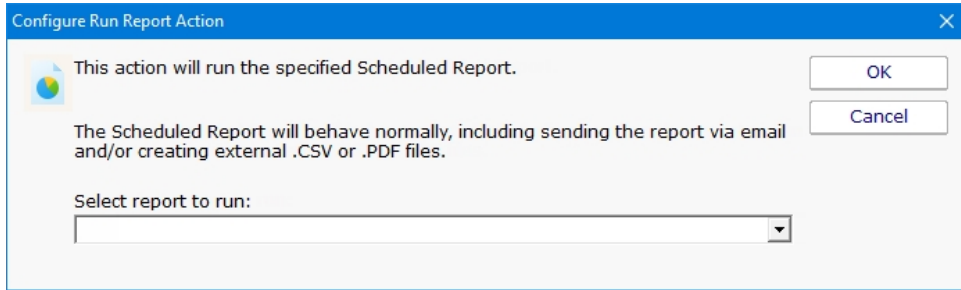 Configure Run Report Action
This action will run the specified Scheduled Report.
OK
Cancel
The Scheduled Report will behave normally, including sending the report via email
and/or creating external .CSV or .PDF files.
Select report to run: